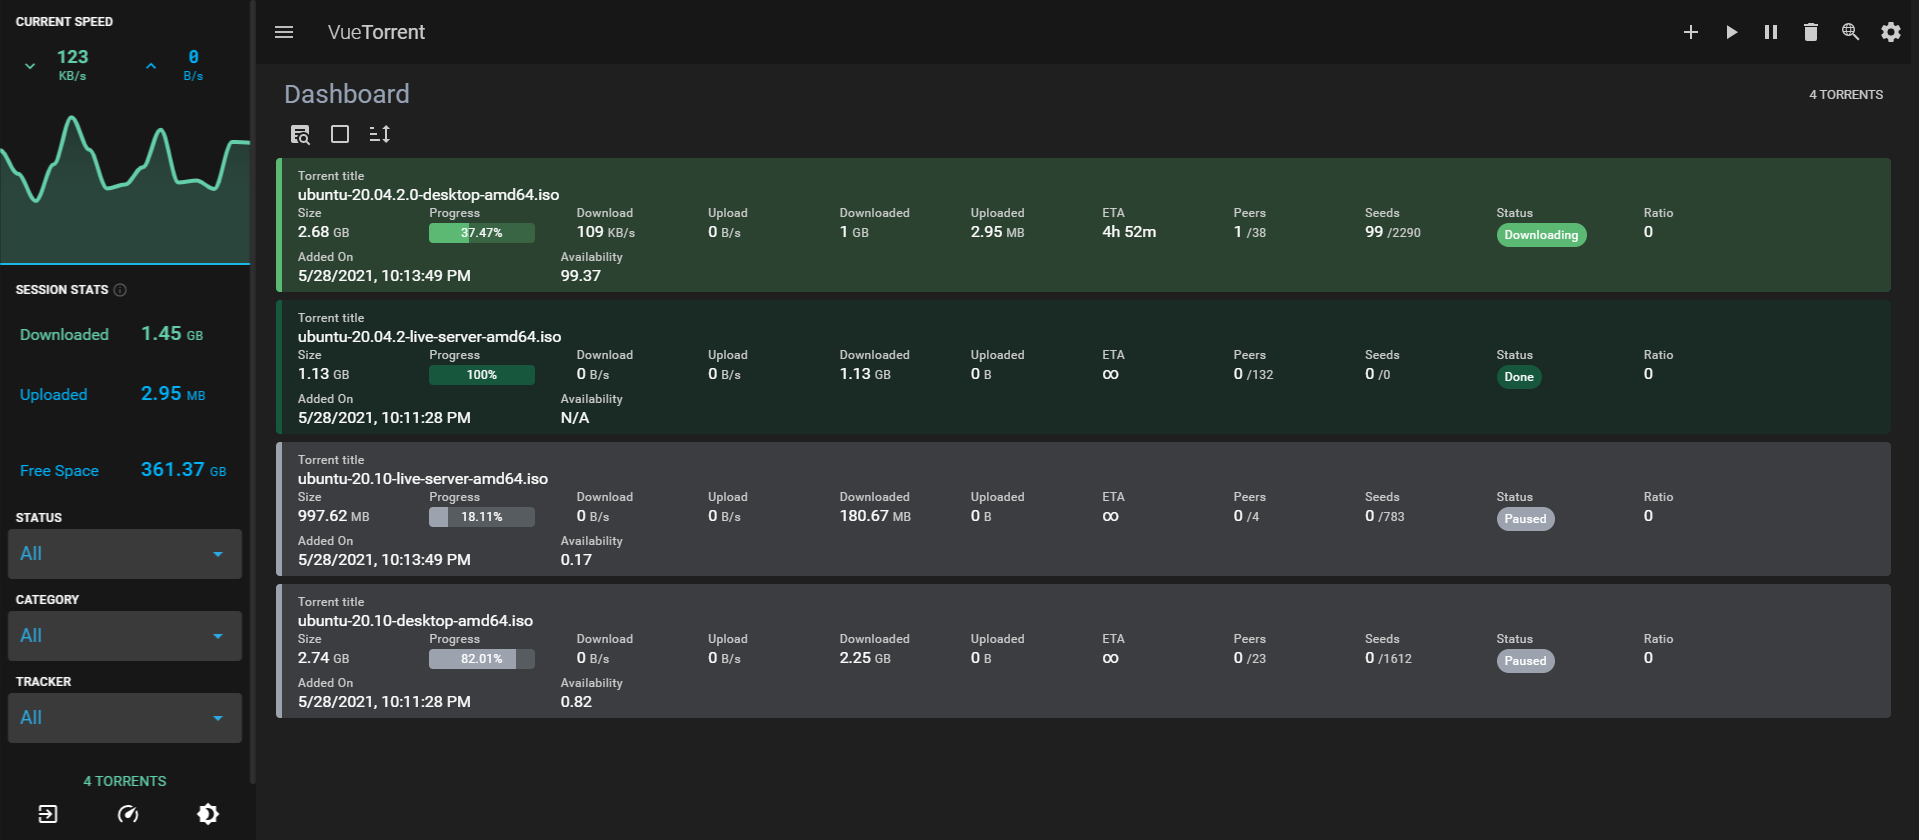 CURRENT SPEED
123 0
KB/s B/s
SESSION STATS
Downloaded 1.45 GB
Uploaded 2.95 MB
Free Space 361.37 GB
STATUS
All
CATEGORY
All
TRACKER
All
4 TORRENTS
VueTorrent
Dashboard 4 TORRENTS
Torrent title
ubuntu-20.04.2.0-desktop-amd64.iso
Size Progress Download Upload Downloaded Uploaded ETA Peers Seeds Status Ratio
2.68 GB 37.47% 109 KB/s 0 B/s 1 GB 2.95 MB 4h 52m 1 /38 99 /2290 Downloading 0
Added On Availability
5/28/2021, 10:13:49 PM 99.37
Torrent title
ubuntu-20.04.2-live-server-amd64.iso
Size Progress Download Upload Downloaded Uploaded ETA Peers Seeds Status Ratio
1.13 GB 100% 0 B/s 0 B/s 1.13 GB 0 B ∞ 0 /132 0 /0 Done 0
Added On Availability
5/28/2021, 10:11:28 PM N/A
Torrent title
ubuntu-20.10-live-server-amd64.iso
Size Progress Download Upload Downloaded Uploaded ETA Peers Seeds Status Ratio
997.62 MB 18.11% 0 B/s 0 B/s 180.67 MB 0 B ∞ 0 /4 0 /783 Paused 0
Added On Availability
5/28/2021, 10:13:49 PM 0.17
Torrent title
ubuntu-20.10-desktop-amd64.iso
Size Progress Download Upload Downloaded Uploaded ETA Peers Seeds Status Ratio
2.74 GB 82.01% 0 B/s 0 B/s 2.25 GB 0 B ∞ 0 /23 0 /1612 Paused 0
Added On Availability
5/28/2021, 10:11:28 PM 0.82